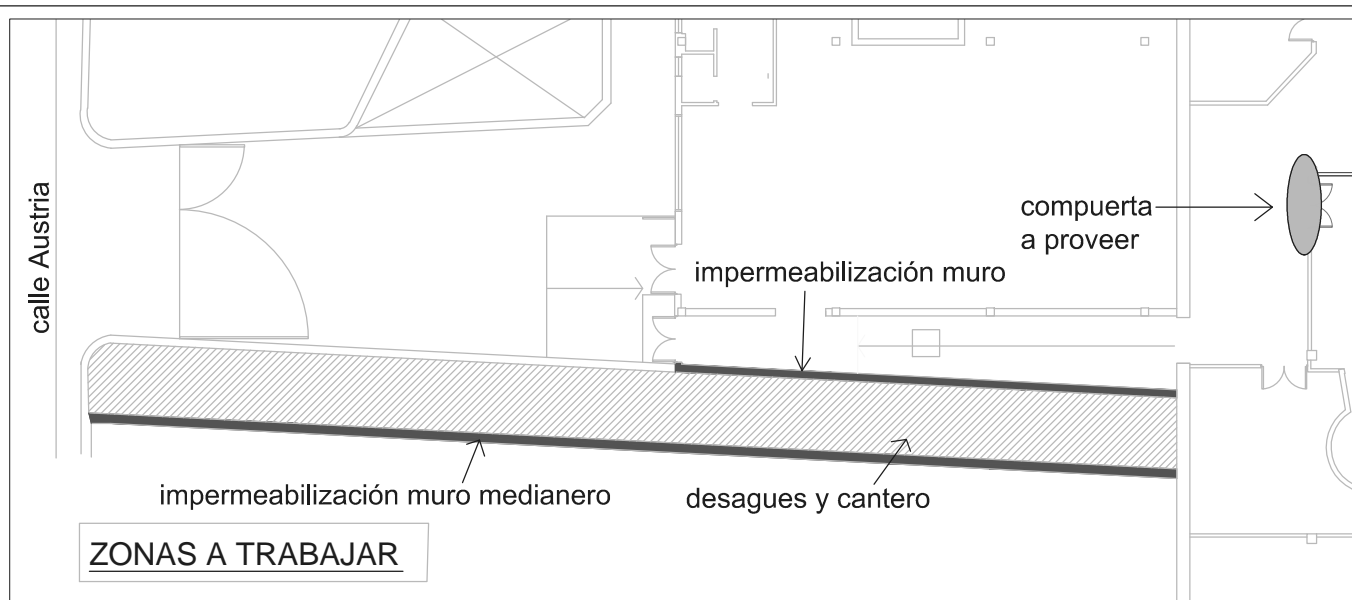 calle Austria
compuerta
a proveer
impermeabilización muro
impermeabilización muro medianero
desagues y cantero
ZONAS A TRABAJAR